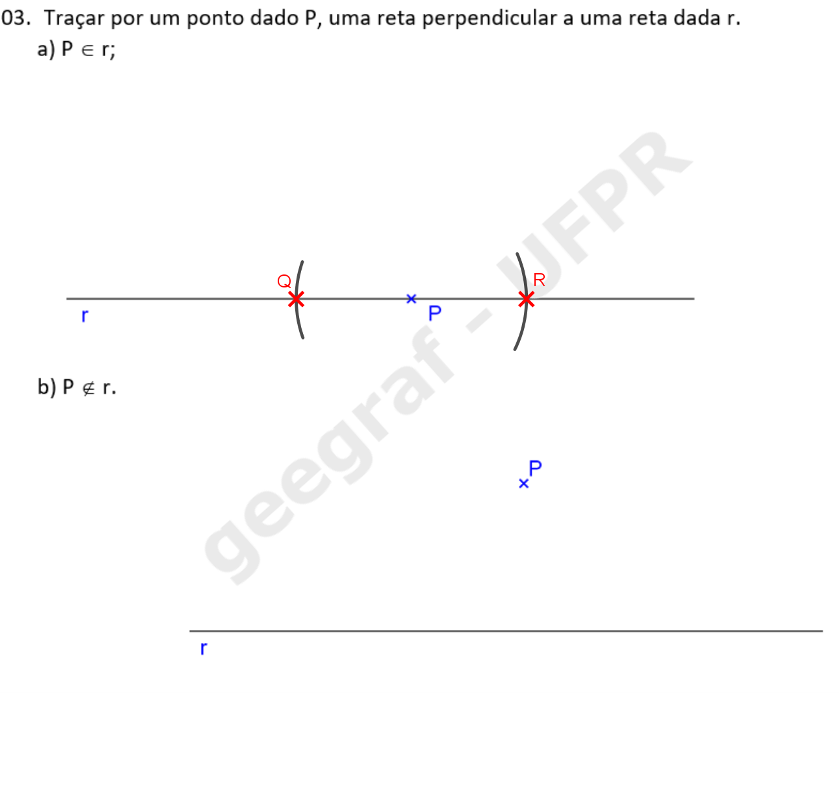 03. Traçar por um ponto dado P, uma reta perpendicular a uma reta dada r.
a) P ∈ r;
Q
R
r
P
b) P ∉ r.
P
r
geegraf - UFPR